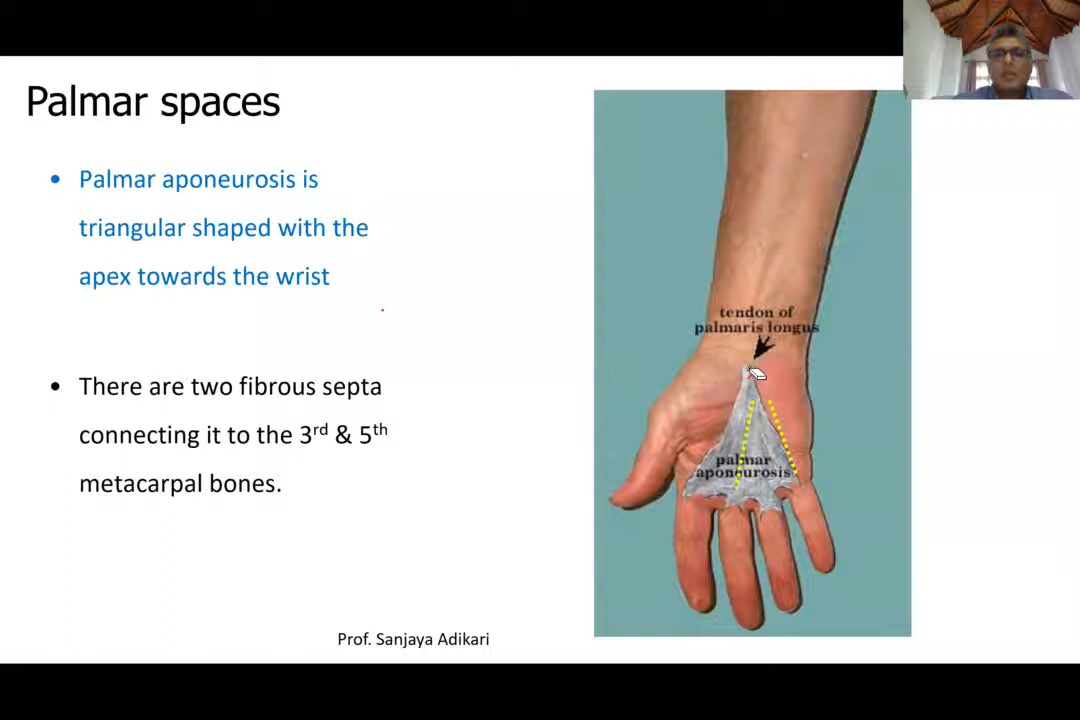 Palmar spaces
• Palmar aponeurosis is
triangular shaped with the
apex towards the wrist
• There are two fibrous septa
connecting it to the 3rd & 5th
metacarpal bones.
tendon of
palmaris longus
palmar
aponeurosis
Prof. Sanjaya Adikari